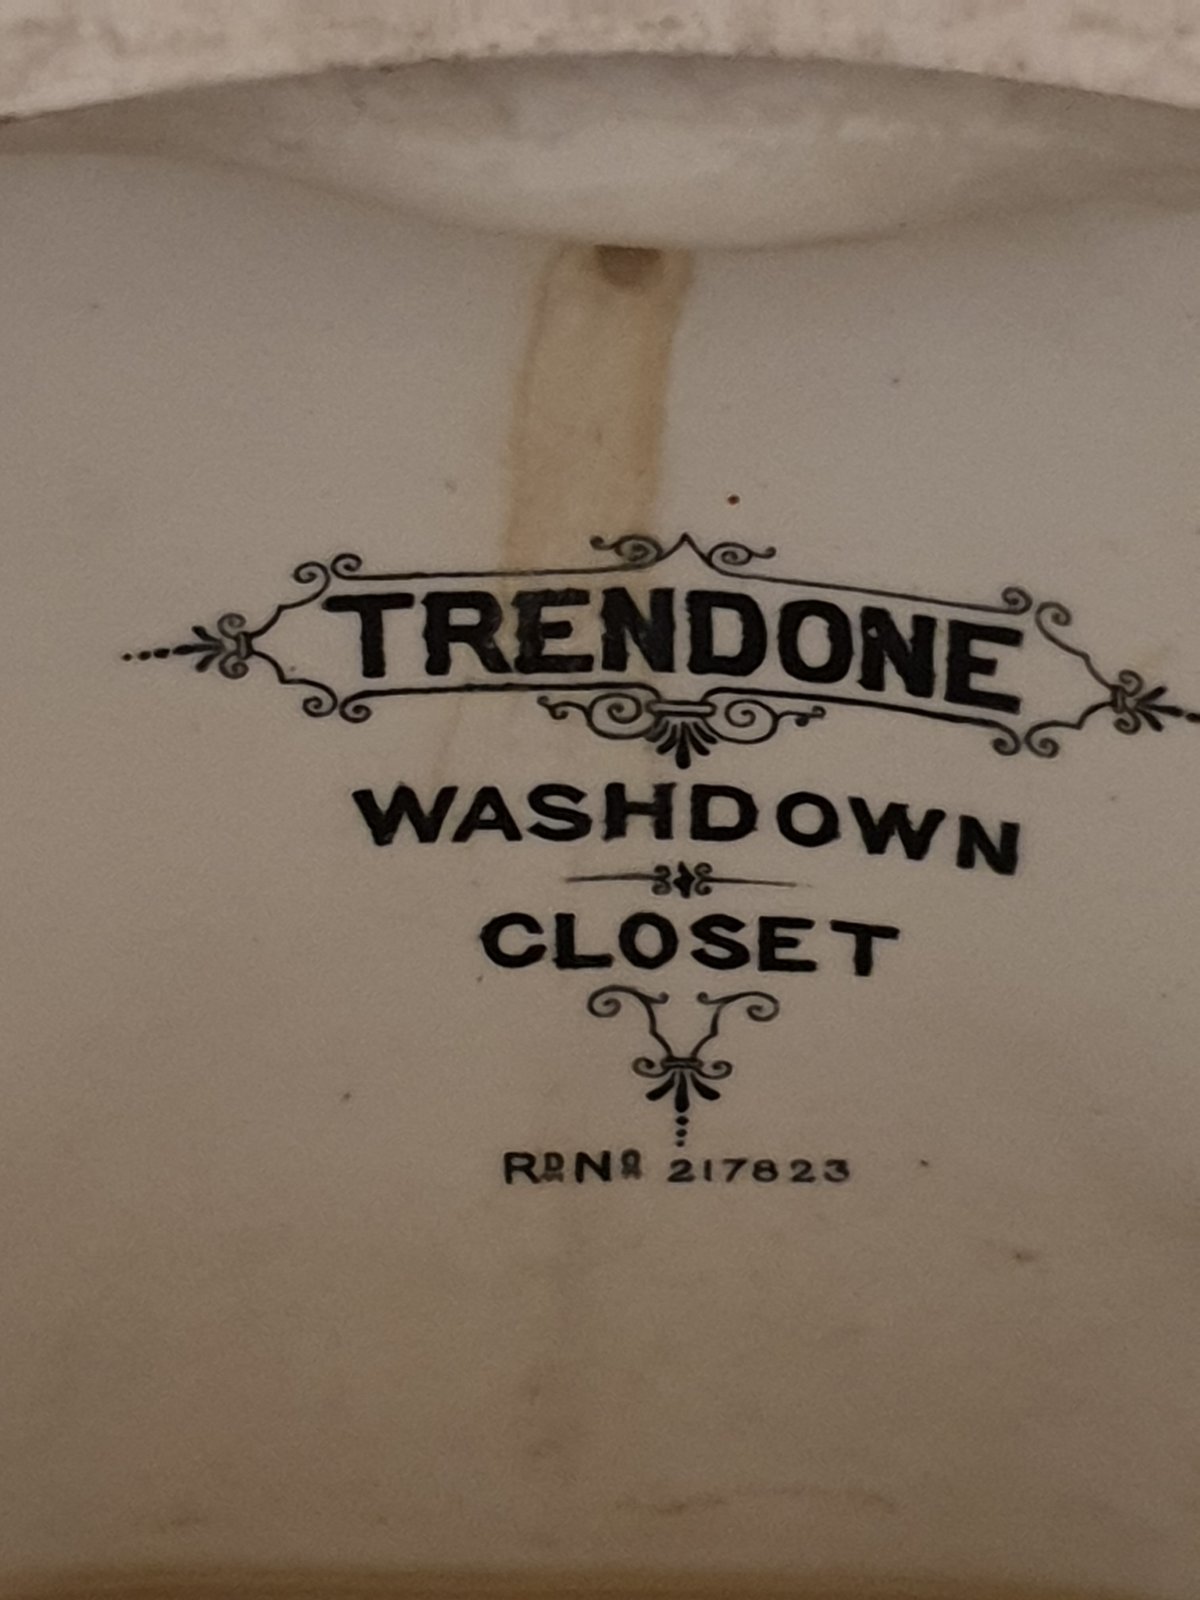 TRENDONE
WASHDOWN
CLOSET
RD NO 217823